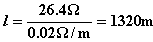 l = 26.4Ω / 0.02Ω/m = 1320m